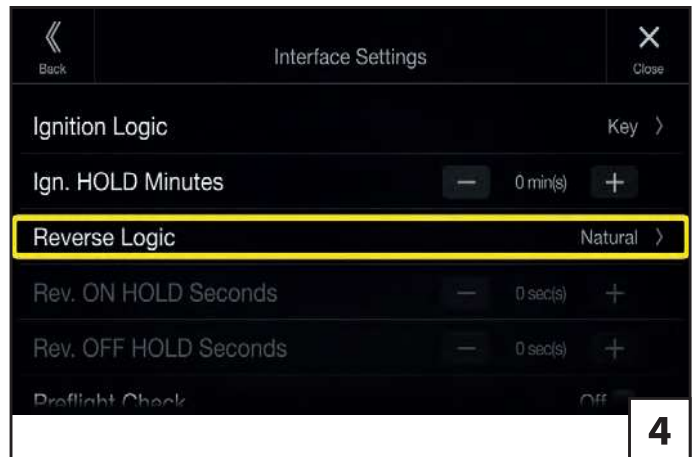 Back
Interface Settings
Close
Ignition Logic Key
Ign. HOLD Minutes 0 min(s)
Reverse Logic Natural
Rev. ON HOLD Seconds 0 sec(s)
Rev. OFF HOLD Seconds 0 sec(s)
Preflight Check Off
4